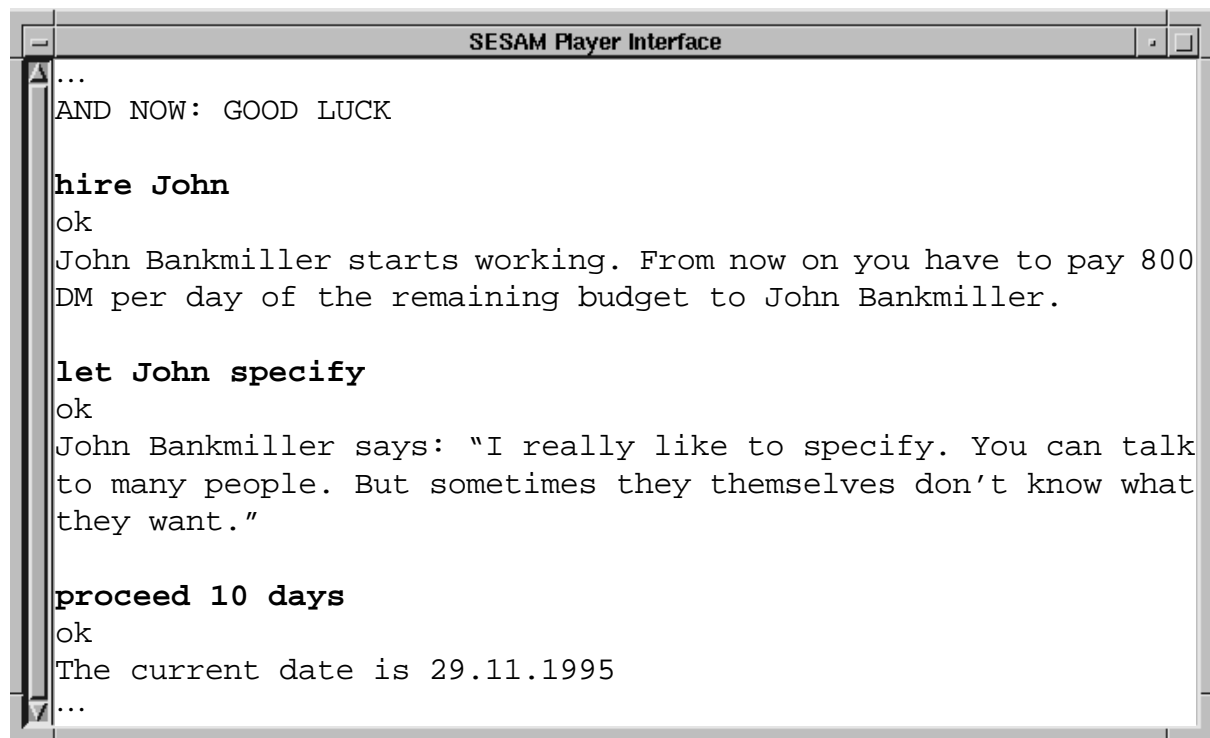 SESAM Player Interface
...
AND NOW: GOOD LUCK
hire John
ok
John Bankmiller starts working. From now on you have to pay 800
DM per day of the remaining budget to John Bankmiller.
let John specify
ok
John Bankmiller says: “I really like to specify. You can talk
to many people. But sometimes they themselves don’t know what
they want.”
proceed 10 days
ok
The current date is 29.11.1995
...